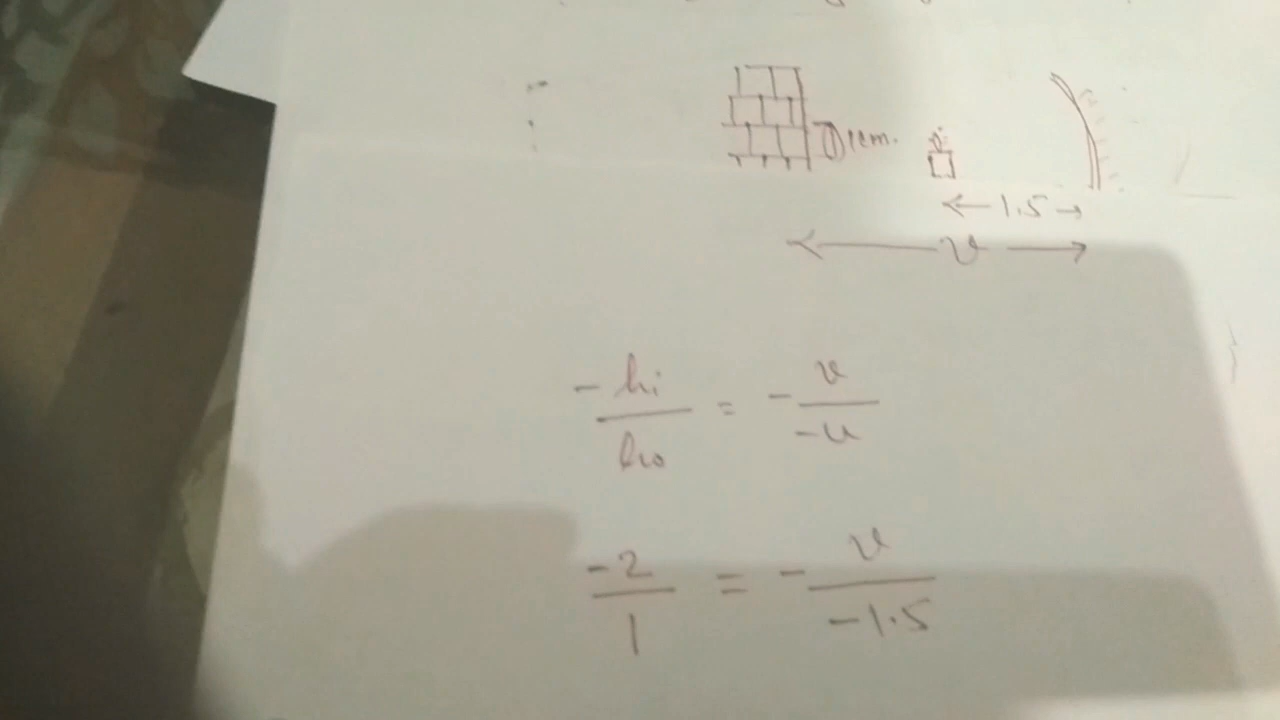 1cm.
← 1.5 →
← v →
-hi/ho = - v/-u
-2/1 = - v/-1.5